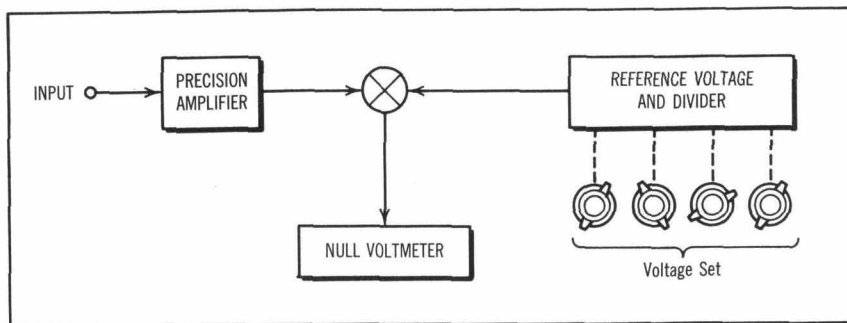 INPUT
PRECISION
AMPLIFIER
REFERENCE VOLTAGE
AND DIVIDER
NULL VOLTMETER
Voltage Set